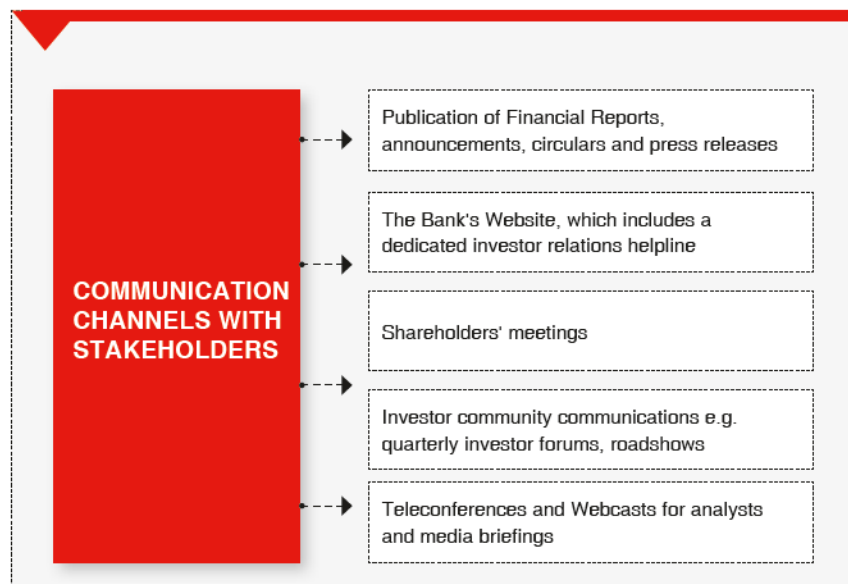 COMMUNICATION
CHANNELS WITH
STAKEHOLDERS
Publication of Financial Reports,
announcements, circulars and press releases
The Bank's Website, which includes a
dedicated investor relations helpline
Shareholders' meetings
Investor community communications e.g.
quarterly investor forums, roadshows
Teleconferences and Webcasts for analysts
and media briefings